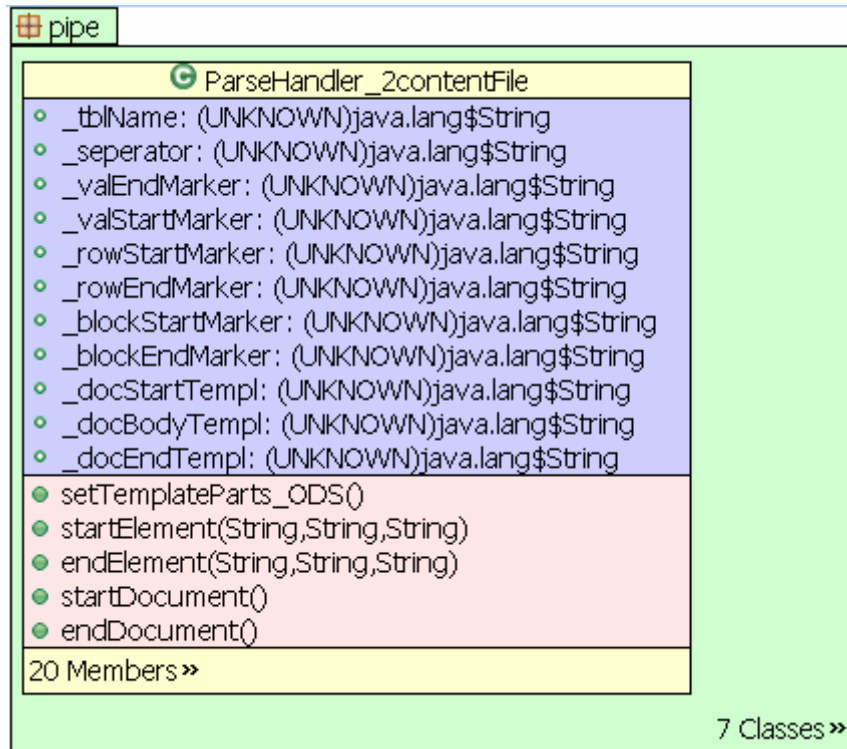 pipe
ParseHandler_2contentFile
_tblName: (UNKNOWN)java.lang$String
_seperator: (UNKNOWN)java.lang$String
_valEndMarker: (UNKNOWN)java.lang$String
_valStartMarker: (UNKNOWN)java.lang$String
_rowStartMarker: (UNKNOWN)java.lang$String
_rowEndMarker: (UNKNOWN)java.lang$String
_blockStartMarker: (UNKNOWN)java.lang$String
_blockEndMarker: (UNKNOWN)java.lang$String
_docStartTempl: (UNKNOWN)java.lang$String
_docBodyTempl: (UNKNOWN)java.lang$String
_docEndTempl: (UNKNOWN)java.lang$String
setTemplateParts_ODS()
startElement(String,String,String)
endElement(String,String,String)
startDocument()
endDocument()
20 Members»
7 Classes»